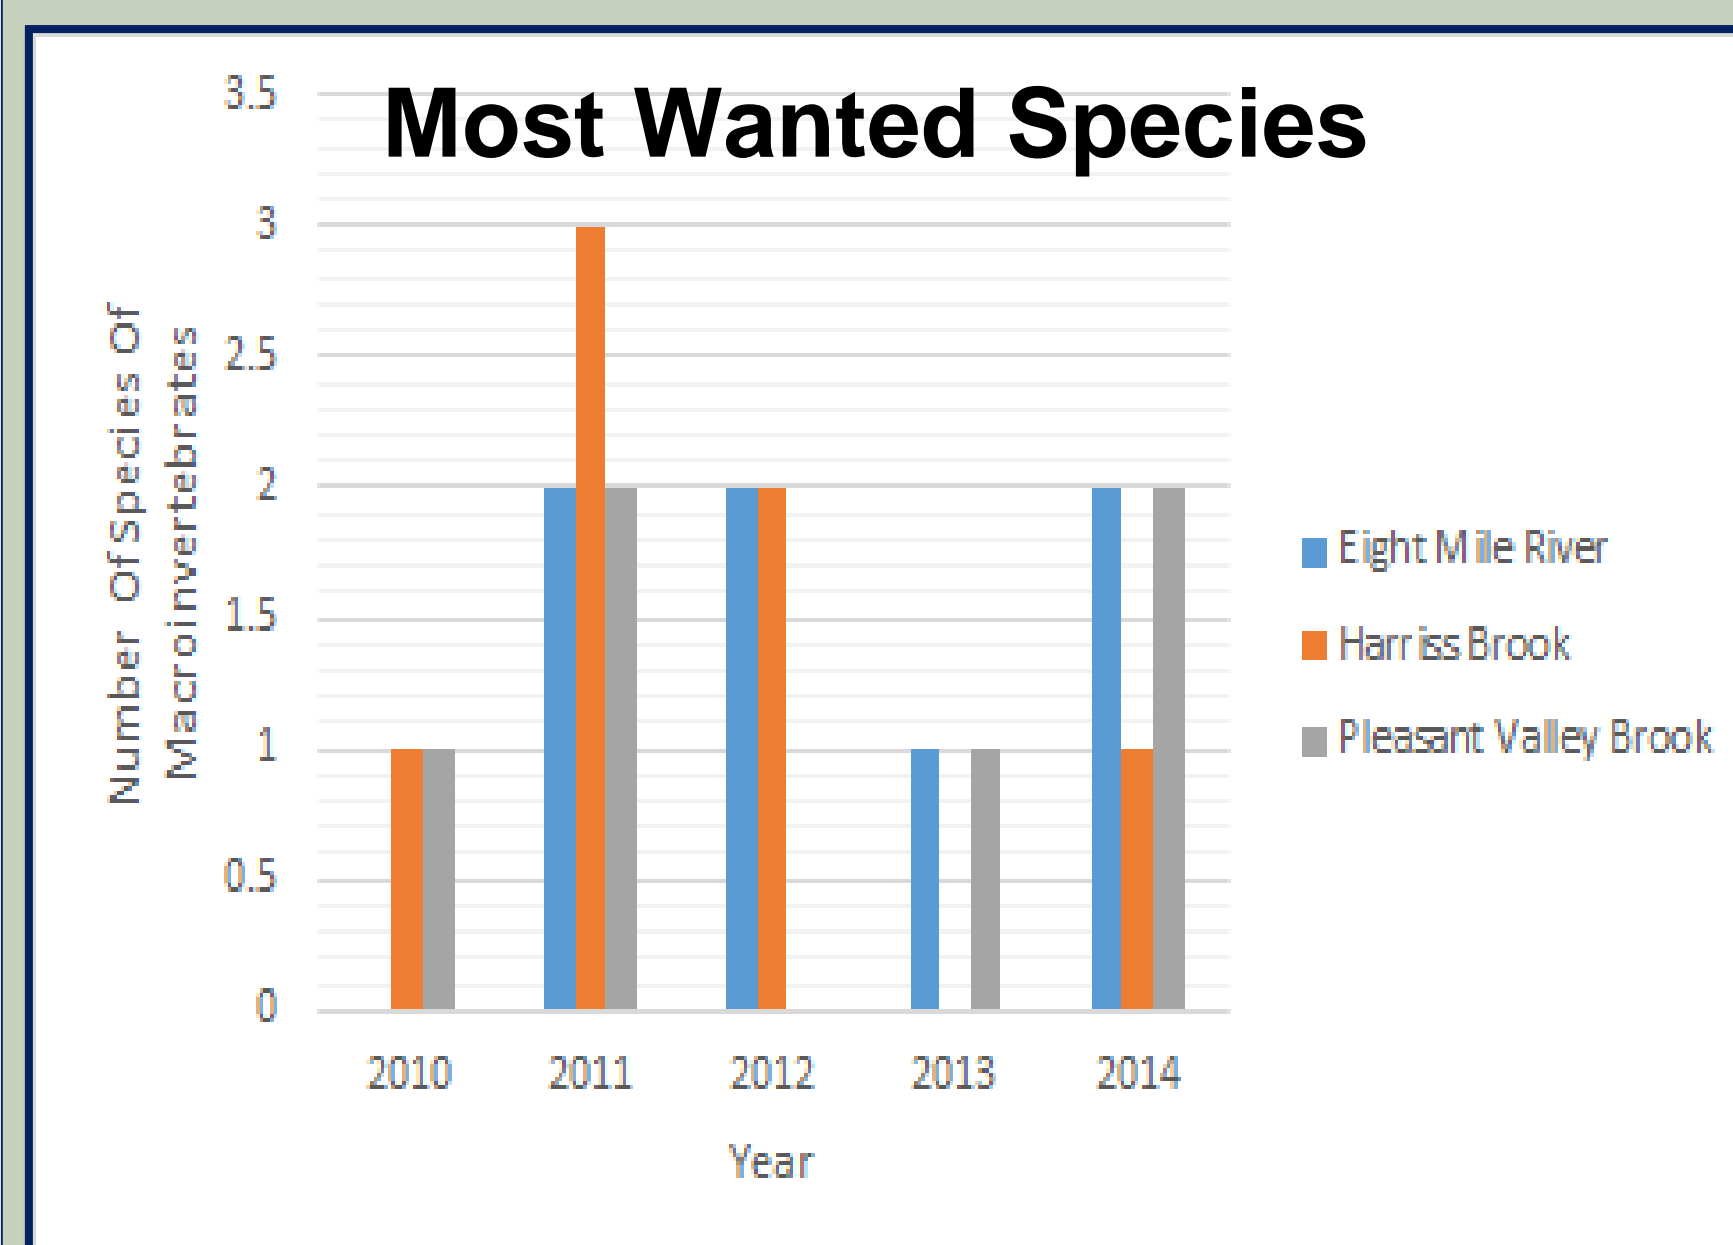 Most Wanted Species
3.5
3
2.5
2
1.5
1
0.5
0
Number Of Species Of
Macroinvertebrates
2010 2011 2012 2013 2014
Year
Eight Mile River
Harriss Brook
Pleasant Valley Brook